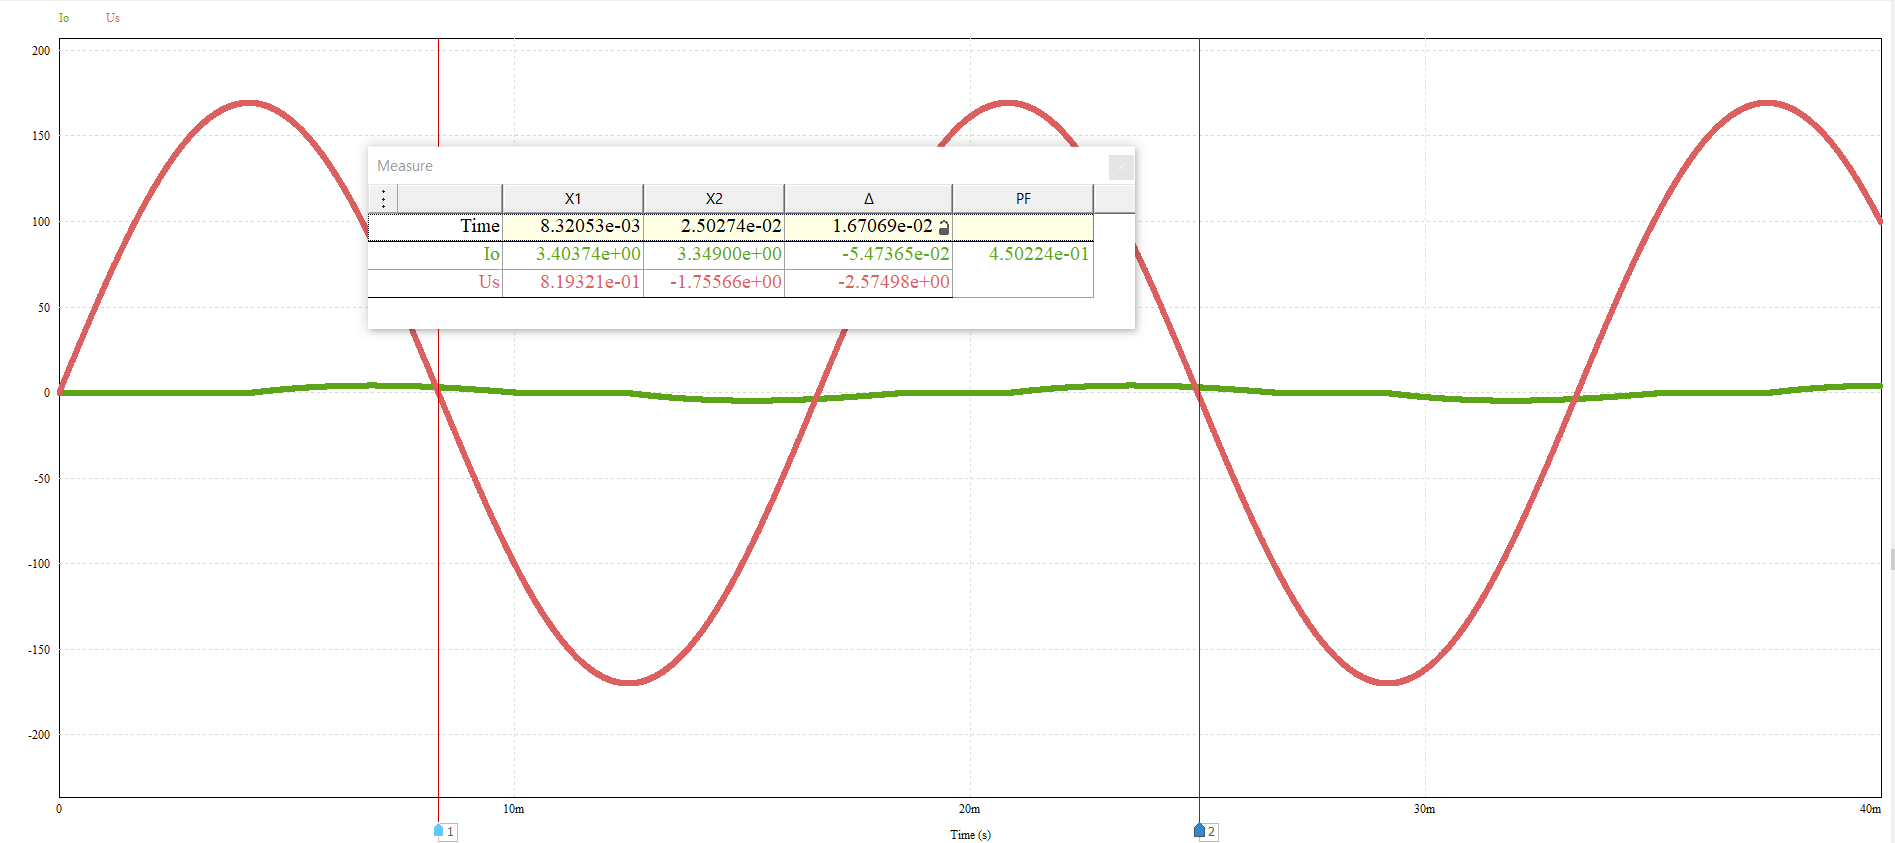 Io Us
200
150
100
50
0
-50
-100
-150
-200
Measure
X1 X2 Δ PF
Time 8.32053e-03 2.50274e-02 1.67069e-02
Io 3.40374e+00 3.34900e+00 -5.47365e-02 4.50224e-01
Us 8.19321e-01 -1.75566e+00 -2.57498e+00
0 10m 20m 30m 40m
1 2
Time (s)